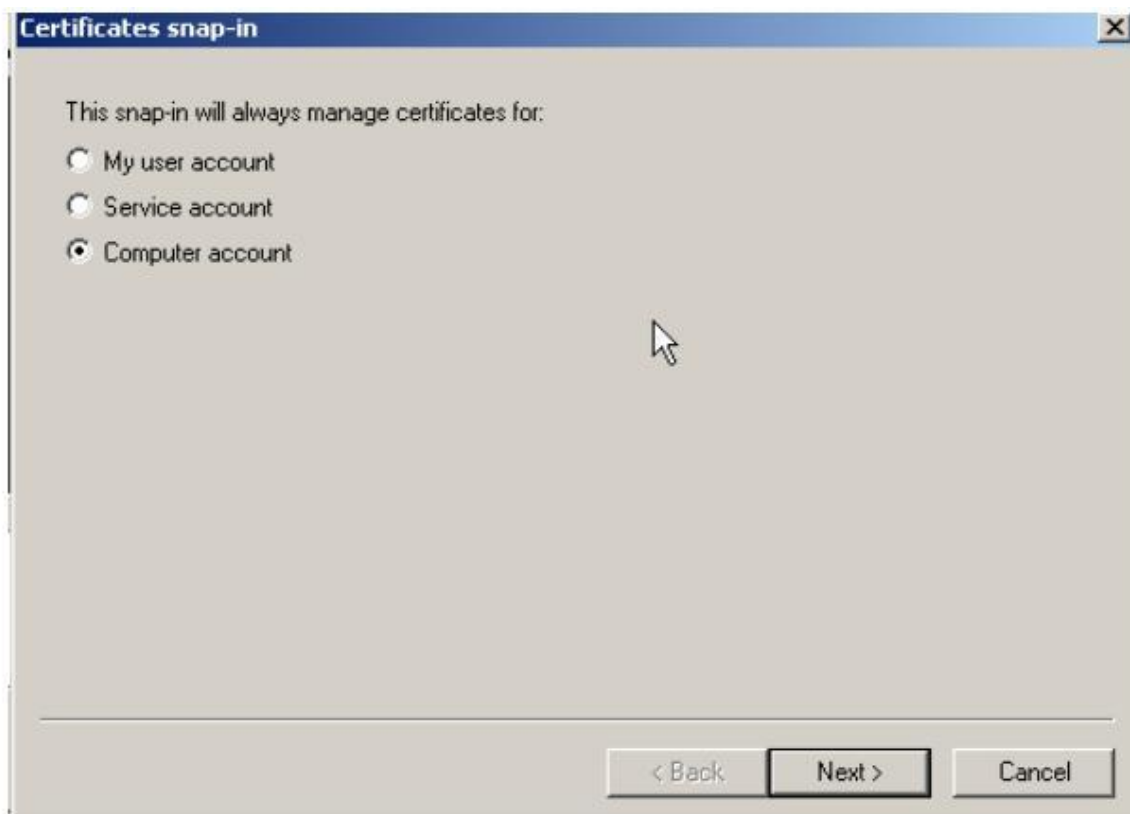 Certificates snap-in
This snap-in will always manage certificates for:
My user account
Service account
Computer account
< Back
Next >
Cancel